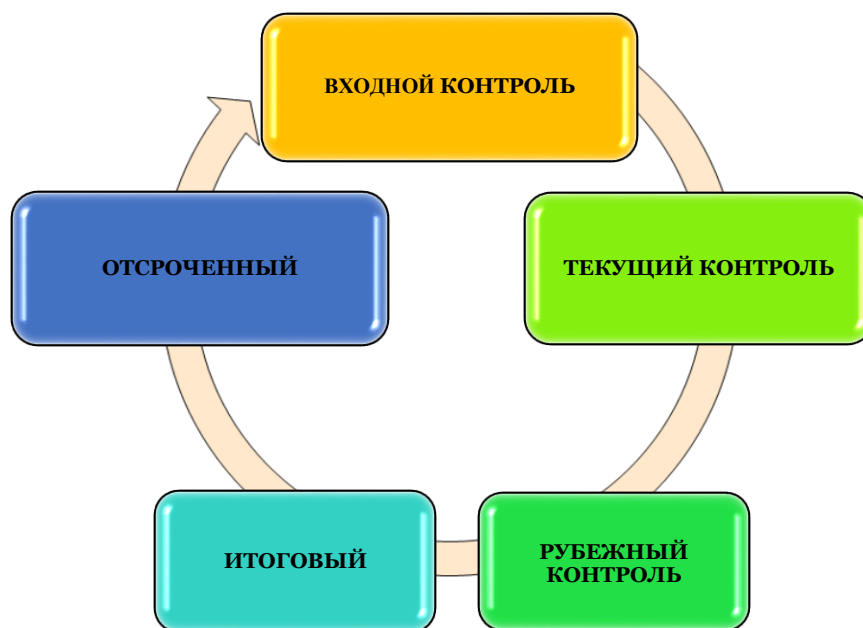 ВХОДНОЙ КОНТРОЛЬ
ТЕКУЩИЙ КОНТРОЛЬ
РУБЕЖНЫЙ
КОНТРОЛЬ
ИТОГОВЫЙ
ОТСРОЧЕННЫЙ